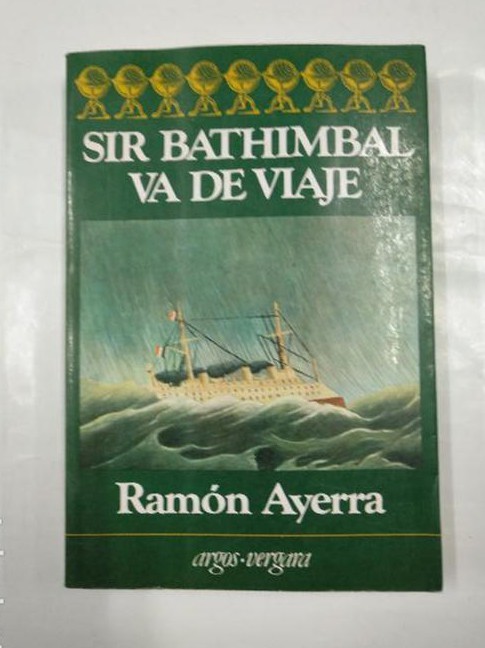 SIR BATHIMBAL
VA DE VIAJE
Ramón Ayerra
argos·vergara